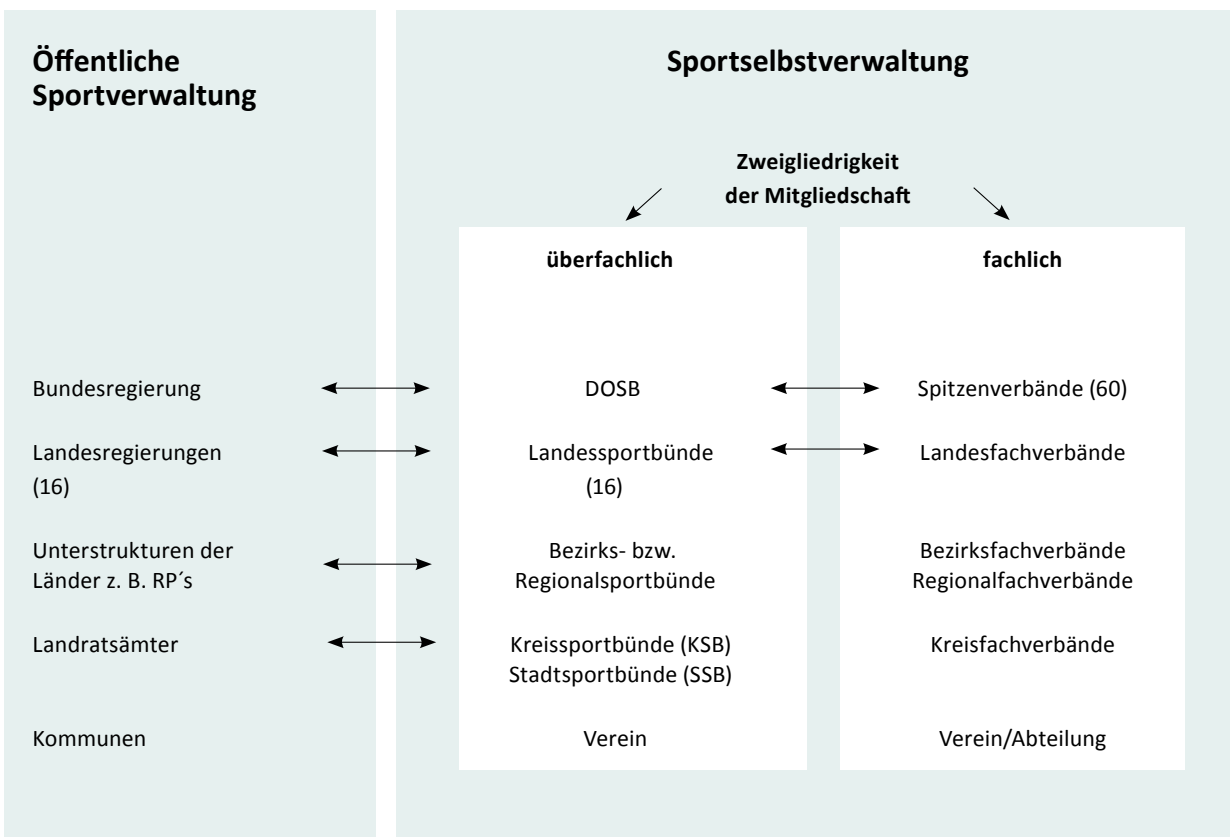 Öffentliche
Sportverwaltung
Sportselbstverwaltung
Zweigliedrigkeit
der Mitgliedschaft
überfachlich
fachlich
Bundesregierung
DOSB
Spitzenverbände (60)
Landesregierungen
(16)
Landessportbünde
(16)
Landesfachverbände
Unterstrukturen der
Länder z. B. RP´s
Bezirks- bzw.
Regionalsportbünde
Bezirksfachverbände
Regionalfachverbände
Landratsämter
Kreissportbünde (KSB)
Stadtsportbünde (SSB)
Kreisfachverbände
Kommunen
Verein
Verein/Abteilung